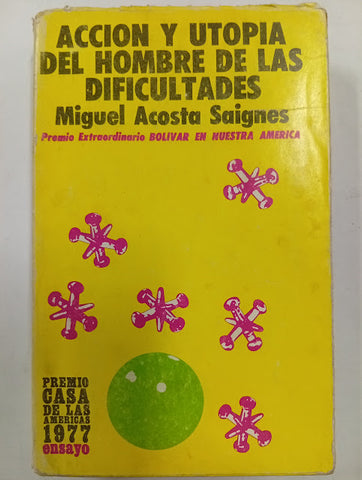 ACCION Y UTOPIA
DEL HOMBRE DE LAS
DIFICULTADES
Miguel Acosta Saignes
Premio Extraordinario BOLIVAR EN NUESTRA AMERICA
PREMIO
CASA
DE LAS
AMERICAS
1977
ensayo